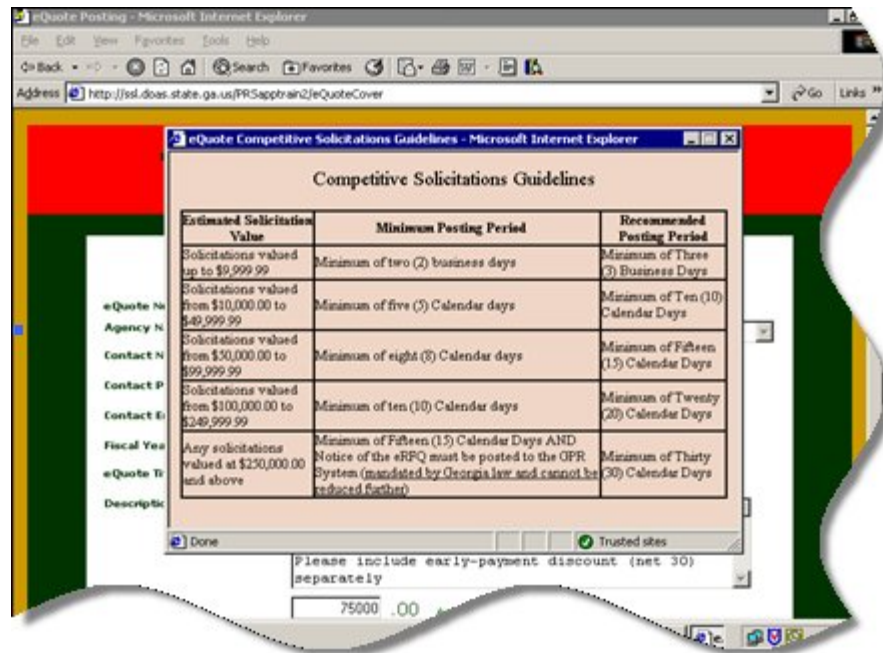 eQuote Posting - Microsoft Internet Explorer
File Edit View Favorites Tools Help
Back Search Favorites
Address http://ssl.doas.state.ga.us/PRSapptrain2/eQuoteCover Go Links »
eQuote Competitive Solicitations Guidelines - Microsoft Internet Explorer
Competitive Solicitations Guidelines
Estimated Solicitation
Value
Minimum Posting Period
Recommended
Posting Period
Solicitations valued
up to $9,999.99
Minimum of two (2) business days
Minimum of Three
(3) Business Days
Solicitations valued
from $10,000.00 to
$49,999.99
Minimum of five (5) Calendar days
Minimum of Ten (10)
Calendar Days
Solicitations valued
from $50,000.00 to
$99,999.99
Minimum of eight (8) Calendar days
Minimum of Fifteen
(15) Calendar Days
Solicitations valued
from $100,000.00 to
$249,999.99
Minimum of ten (10) Calendar days
Minimum of Twenty
(20) Calendar Days
Any solicitations
valued at $250,000.00
and above
Minimum of Fifteen (15) Calendar Days AND
Notice of the eRFQ must be posted to the GPR
System (mandated by Georgia law and cannot be
reduced further)
Minimum of Thirty
(30) Calendar Days
eQuote N
Agency N
Contact N
Contact P
Contact E
Fiscal Yea
eQuote Ti
Descriptio
Done Trusted sites
Please include early-payment discount (net 30)
separately
75000 .00